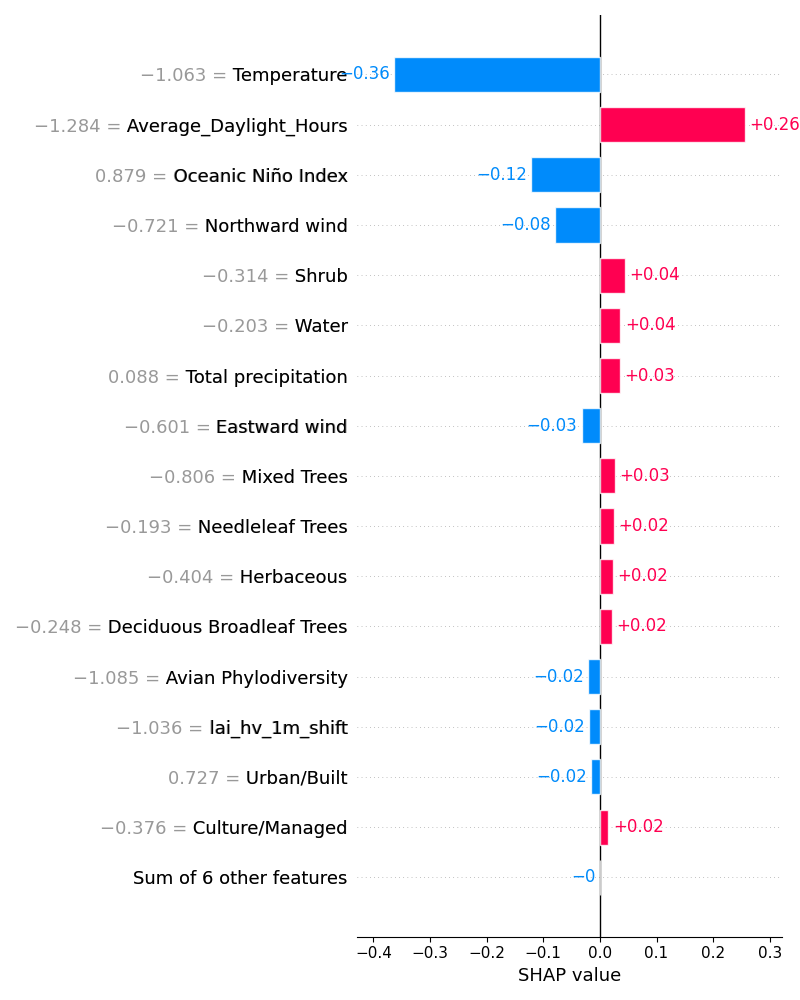 −1.063 = Temperature −0.36
−1.284 = Average_Daylight_Hours +0.26
0.879 = Oceanic Niño Index −0.12
−0.721 = Northward wind −0.08
−0.314 = Shrub +0.04
−0.203 = Water +0.04
0.088 = Total precipitation +0.03
−0.601 = Eastward wind −0.03
−0.806 = Mixed Trees +0.03
−0.193 = Needleleaf Trees +0.02
−0.404 = Herbaceous +0.02
−0.248 = Deciduous Broadleaf Trees +0.02
−1.085 = Avian Phylodiversity −0.02
−1.036 = lai_hv_1m_shift −0.02
0.727 = Urban/Built −0.02
−0.376 = Culture/Managed +0.02
Sum of 6 other features −0
−0.4 −0.3 −0.2 −0.1 0.0 0.1 0.2 0.3
SHAP value